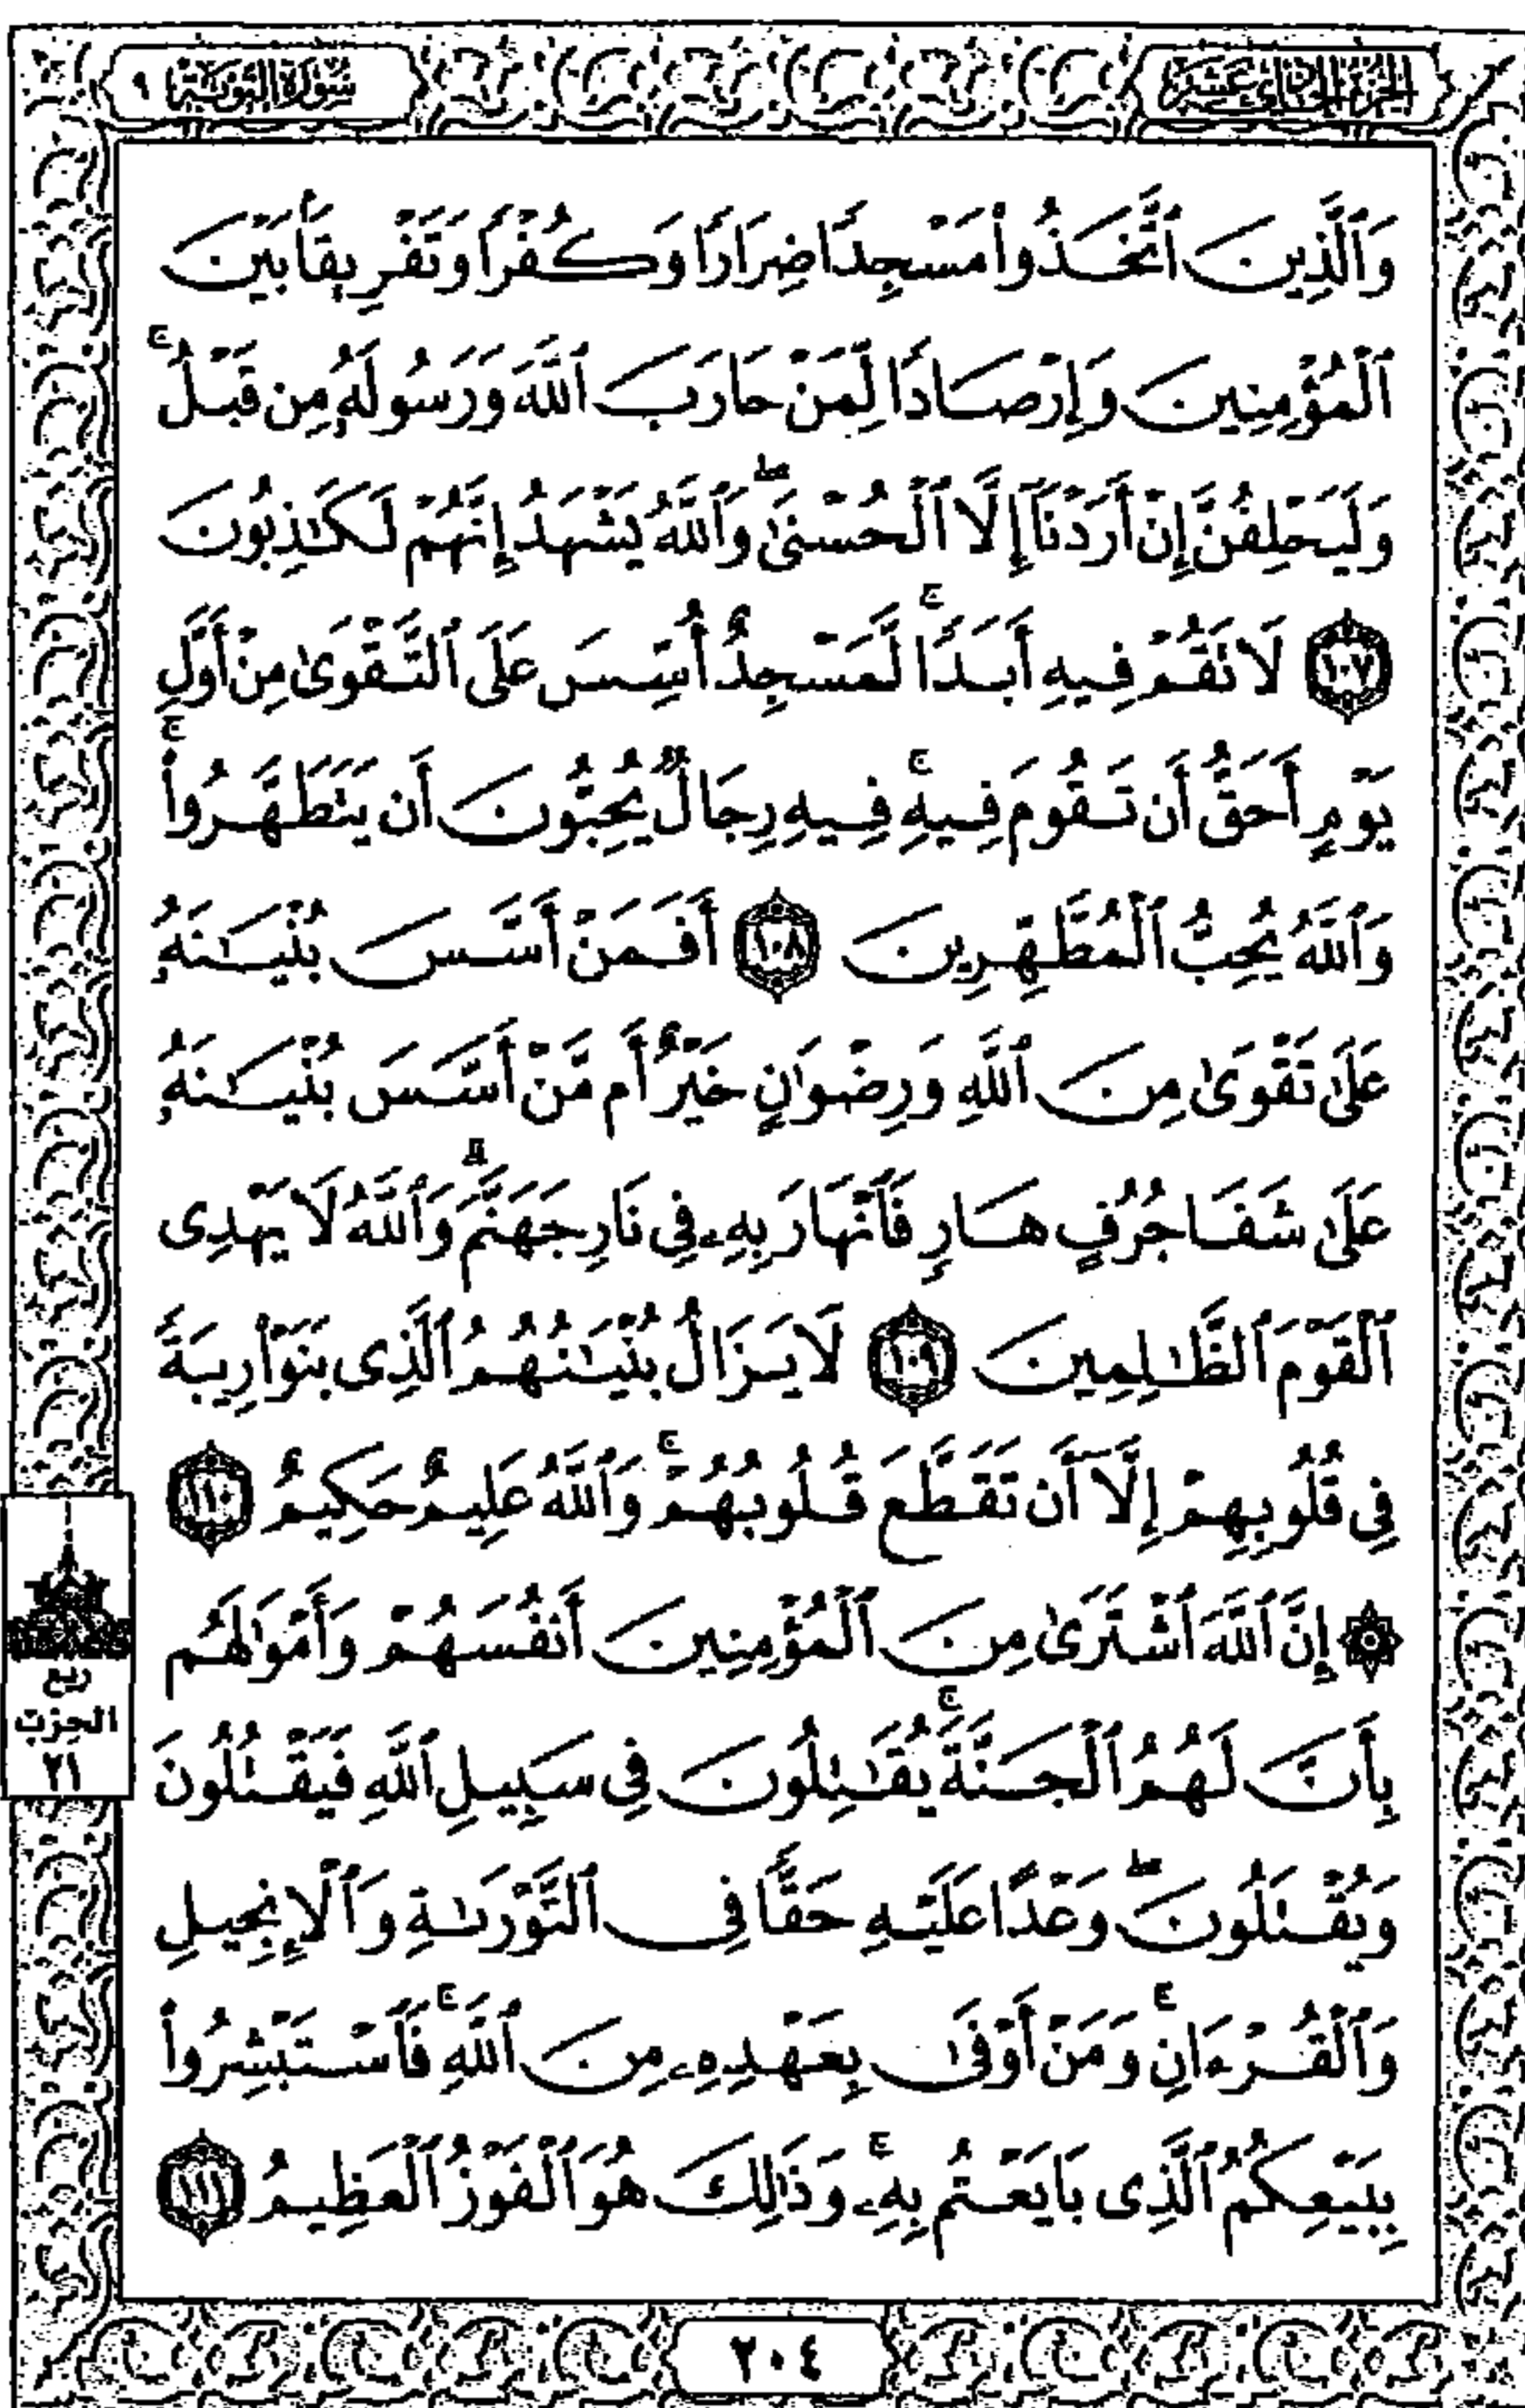 الجزء الحادي عشر
سورة التوبة ٩
وَٱلَّذِينَ ٱتَّخَذُوا۟ مَسْجِدًا ضِرَارًا وَكُفْرًا وَتَفْرِيقًۢا بَيْنَ
ٱلْمُؤْمِنِينَ وَإِرْصَادًا لِّمَنْ حَارَبَ ٱللَّهَ وَرَسُولَهُۥ مِن قَبْلُ ۚ
وَلَيَحْلِفُنَّ إِنْ أَرَدْنَآ إِلَّا ٱلْحُسْنَىٰ ۖ وَٱللَّهُ يَشْهَدُ إِنَّهُمْ لَكَـٰذِبُونَ
١٠٧ لَا تَقُمْ فِيهِ أَبَدًا ۚ لَّمَسْجِدٌ أُسِّسَ عَلَى ٱلتَّقْوَىٰ مِنْ أَوَّلِ
يَوْمٍ أَحَقُّ أَن تَقُومَ فِيهِ ۚ فِيهِ رِجَالٌ يُحِبُّونَ أَن يَتَطَهَّرُوا۟ ۚ
وَٱللَّهُ يُحِبُّ ٱلْمُطَّهِّرِينَ ١٠٨ أَفَمَنْ أَسَّسَ بُنْيَـٰنَهُۥ
عَلَىٰ تَقْوَىٰ مِنَ ٱللَّهِ وَرِضْوَٰنٍ خَيْرٌ أَم مَّنْ أَسَّسَ بُنْيَـٰنَهُۥ
عَلَىٰ شَفَا جُرُفٍ هَارٍ فَٱنْهَارَ بِهِۦ فِى نَارِ جَهَنَّمَ ۗ وَٱللَّهُ لَا يَهْدِى
ٱلْقَوْمَ ٱلظَّـٰلِمِينَ ١٠٩ لَا يَزَالُ بُنْيَـٰنُهُمُ ٱلَّذِى بَنَوْا۟ رِيبَةً
فِى قُلُوبِهِمْ إِلَّآ أَن تَقَطَّعَ قُلُوبُهُمْ ۗ وَٱللَّهُ عَلِيمٌ حَكِيمٌ ١١٠
۞ إِنَّ ٱللَّهَ ٱشْتَرَىٰ مِنَ ٱلْمُؤْمِنِينَ أَنفُسَهُمْ وَأَمْوَٰلَهُم
بِأَنَّ لَهُمُ ٱلْجَنَّةَ ۚ يُقَـٰتِلُونَ فِى سَبِيلِ ٱللَّهِ فَيَقْتُلُونَ
وَيُقْتَلُونَ ۖ وَعْدًا عَلَيْهِ حَقًّا فِى ٱلتَّوْرَىٰةِ وَٱلْإِنجِيلِ
وَٱلْقُرْءَانِ ۚ وَمَنْ أَوْفَىٰ بِعَهْدِهِۦ مِنَ ٱللَّهِ ۚ فَٱسْتَبْشِرُوا۟
بِبَيْعِكُمُ ٱلَّذِى بَايَعْتُم بِهِۦ ۚ وَذَٰلِكَ هُوَ ٱلْفَوْزُ ٱلْعَظِيمُ ١١١
ربع
الحزب
٢١
٢٠٤